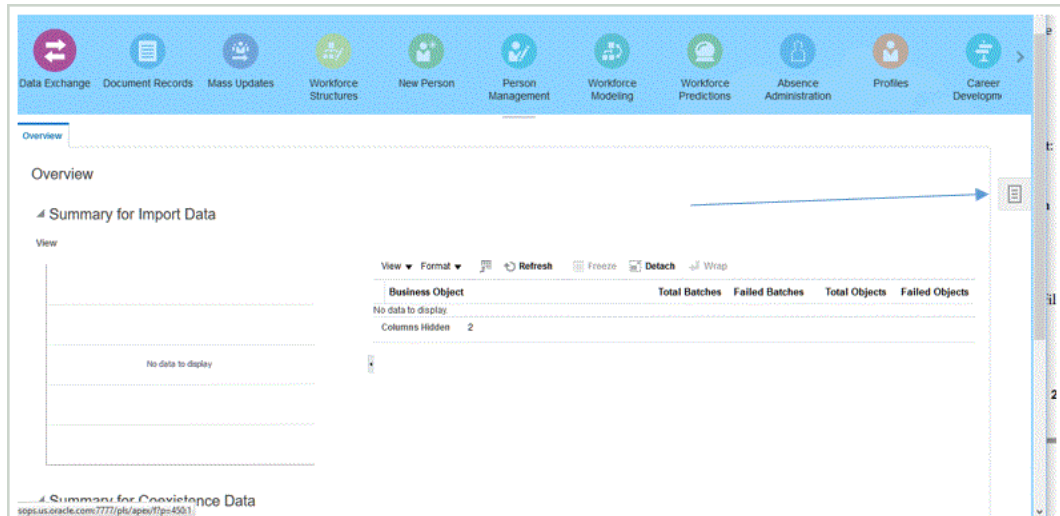 Data Exchange
Document Records
Mass Updates
Workforce
Structures
New Person
Person
Management
Workforce
Modeling
Workforce
Predictions
Absence
Administration
Profiles
Career
Developm
Overview
Overview
Summary for Import Data
View
View Format Refresh Freeze Detach Wrap
Business Object Total Batches Failed Batches Total Objects Failed Objects
No data to display.
Columns Hidden 2
No data to display
Summary for Coexistence Data
sops.us.oracle.com:7777/pls/apex/f?p=450:1
2